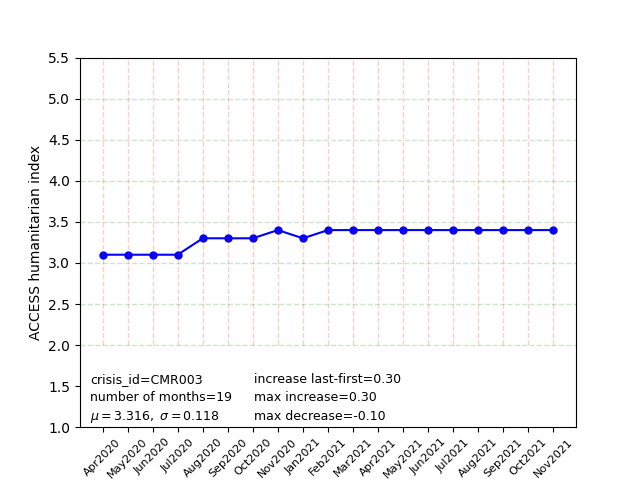 5.5
5.0
4.5
4.0
3.5
3.0
2.5
2.0
1.5
1.0
ACCESS humanitarian index
crisis_id=CMR003
number of months=19
μ=3.316, σ=0.118
increase last-first=0.30
max increase=0.30
max decrease=-0.10
Apr2020
May2020
Jun2020
Jul2020
Aug2020
Sep2020
Oct2020
Nov2020
Jan2021
Feb2021
Mar2021
Apr2021
May2021
Jun2021
Jul2021
Aug2021
Sep2021
Oct2021
Nov2021